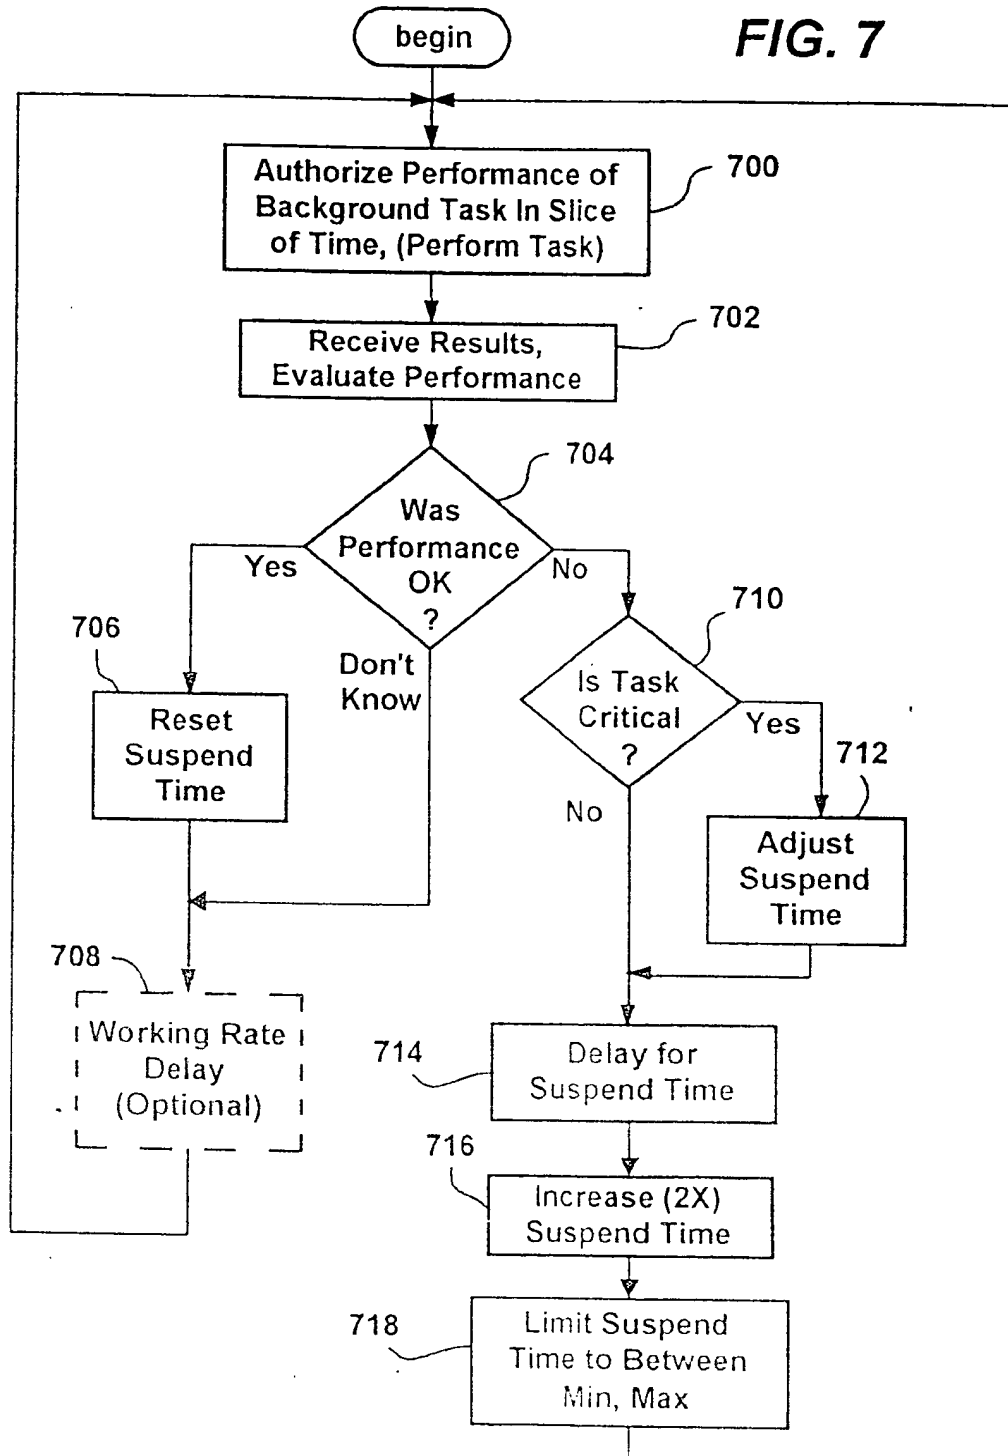 begin
FIG. 7
Authorize Performance of
Background Task In Slice
of Time, (Perform Task)
700
Receive Results,
Evaluate Performance
702
704
Was
Performance
OK
?
Yes
No
Don't
Know
706
Reset
Suspend
Time
710
Is Task
Critical
?
Yes
No
712
Adjust
Suspend
Time
708
Working Rate
Delay
(Optional)
714
Delay for
Suspend Time
716
Increase (2X)
Suspend Time
718
Limit Suspend
Time to Between
Min, Max